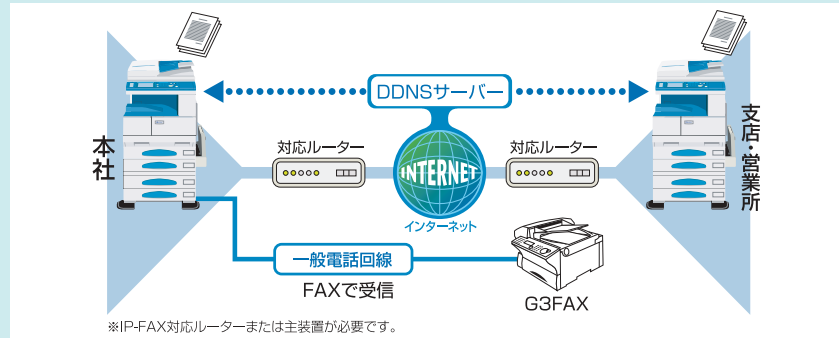 DDNSサーバー
本社
対応ルーター
INTERNET
対応ルーター
支店・営業所
インターネット
一般電話回線
FAXで受信
G3FAX
※IP-FAX対応ルーターまたは主装置が必要です。